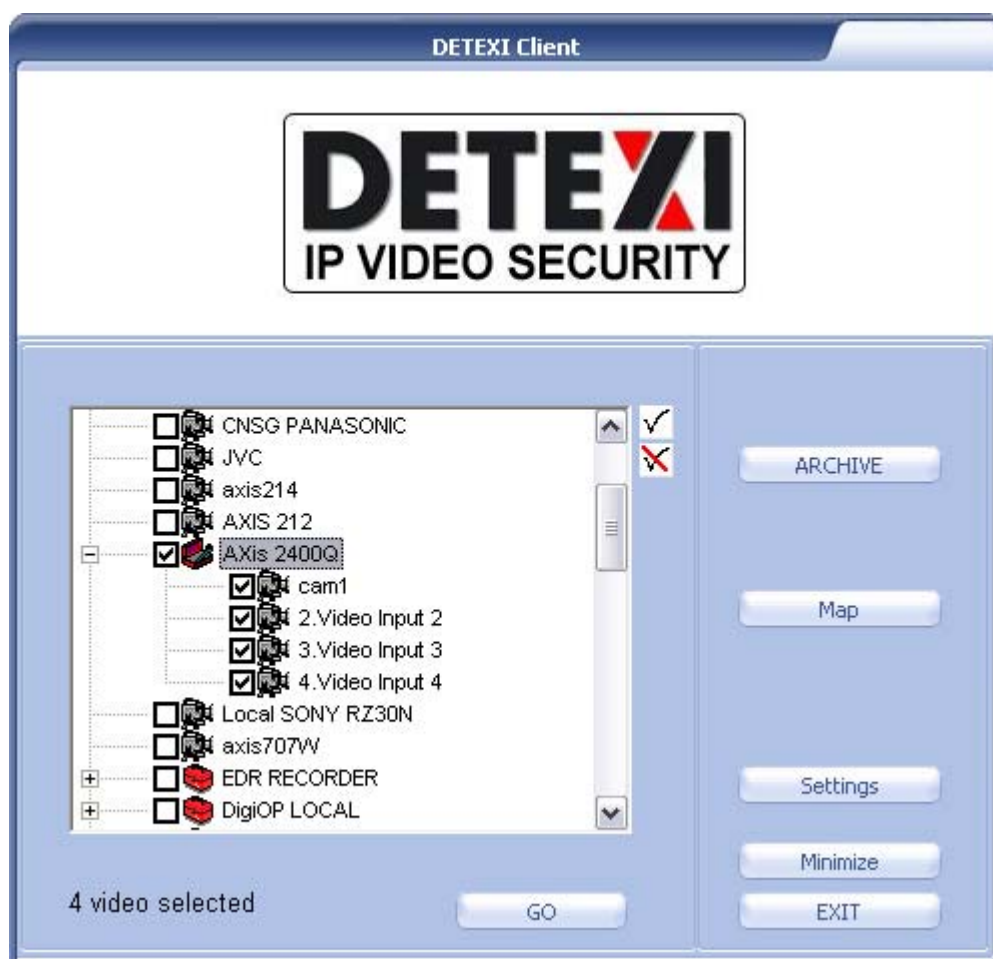 DETEXI Client
DETEXI
IP VIDEO SECURITY
CNSG PANASONIC
JVC
axis214
AXIS 212
AXis 2400Q
cam1
2.Video Input 2
3.Video Input 3
4.Video Input 4
Local SONY RZ30N
axis707W
EDR RECORDER
DigiOP LOCAL
4 video selected
GO
ARCHIVE
Map
Settings
Minimize
EXIT